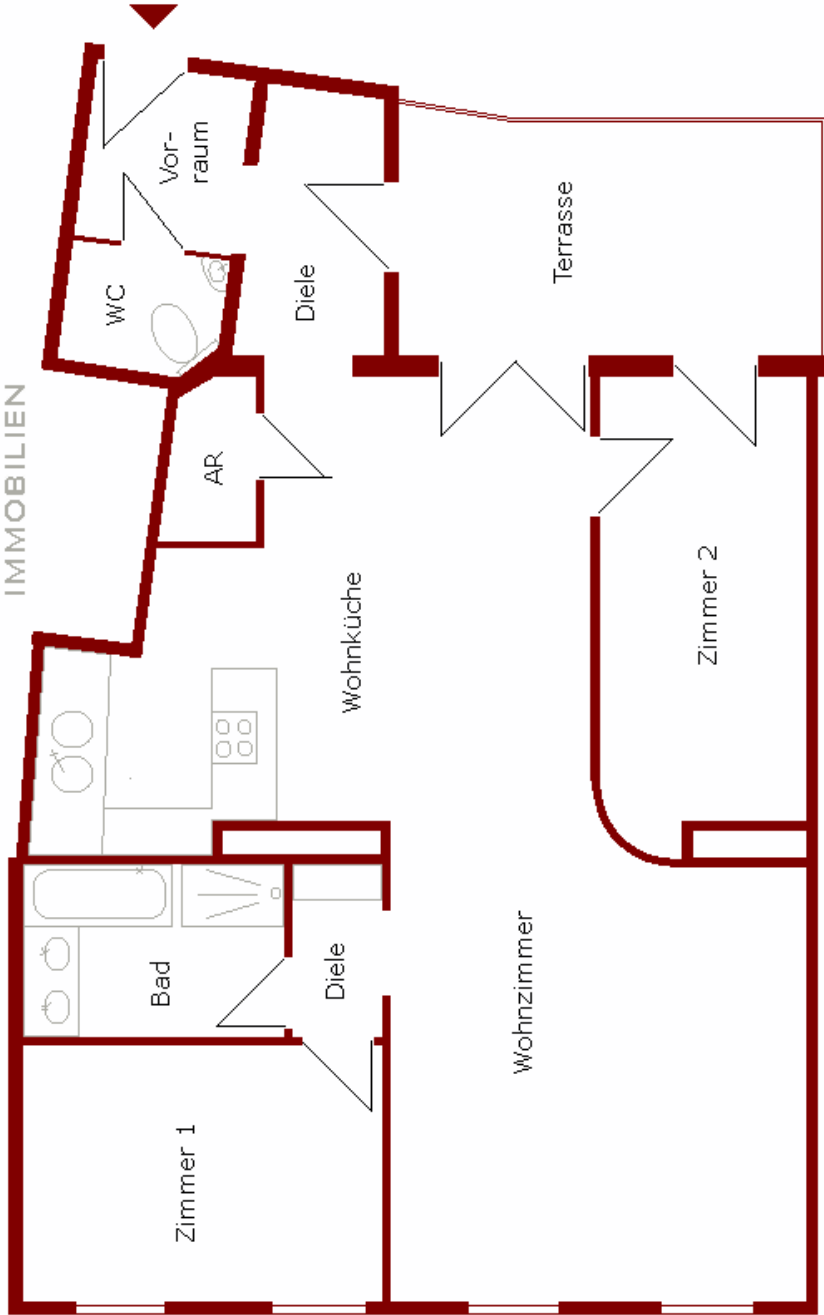 IMMOBILIEN
Vor-
raum
WC
Diele
Terrasse
AR
Wohnküche
Zimmer 2
Bad
Diele
Wohnzimmer
Zimmer 1